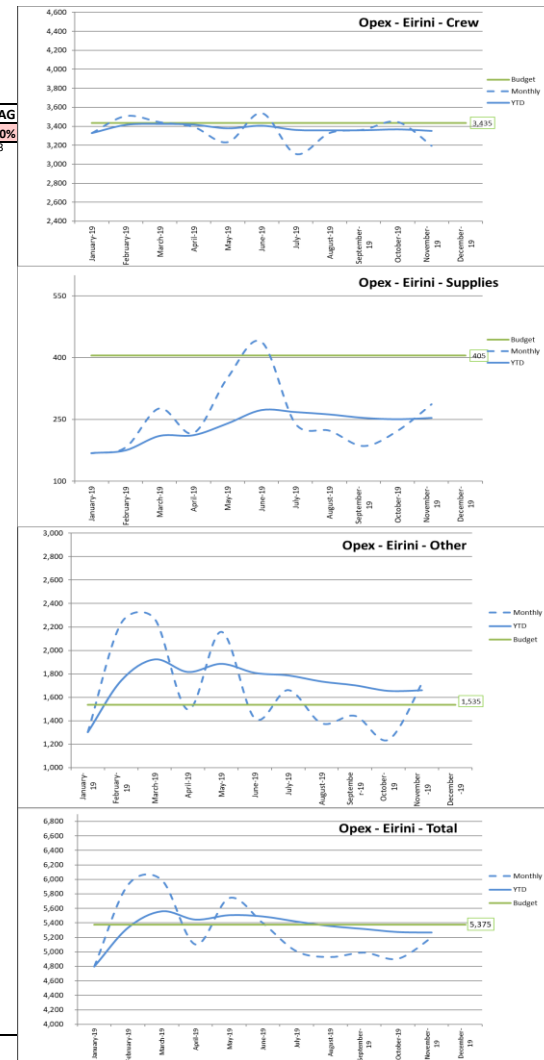 Opex - Eirini - Crew
4,600
4,400
4,200
4,000
3,800
3,600
3,400
3,200
3,000
2,800
2,600
2,400
Budget
Monthly
YTD
3,435
AG
0%
3
January-19
February-19
March-19
April-19
May-19
June-19
July-19
August-19
September-
19
October-19
November-
19
December-
19
Opex - Eirini - Supplies
550
400
250
100
Budget
Monthly
YTD
405
January-19
February-19
March-19
April-19
May-19
June-19
July-19
August-19
September-
19
October-19
November-
19
December-
19
Opex - Eirini - Other
3,000
2,800
2,600
2,400
2,200
2,000
1,800
1,600
1,400
1,200
1,000
Monthly
YTD
Budget
1,535
January-
19
February-
19
March-19
April-19
May-19
June-19
July-19
August-19
Septembe
r-19
October-
19
November
-19
December
-19
Opex - Eirini - Total
6,800
6,600
6,400
6,200
6,000
5,800
5,600
5,400
5,200
5,000
4,800
4,600
4,400
4,200
4,000
Monthly
YTD
Budget
5,375
January-19
February-19
March-19
April-19
May-19
June-19
July-19
August-19
September-
19
October-19
November-
19
December-
19